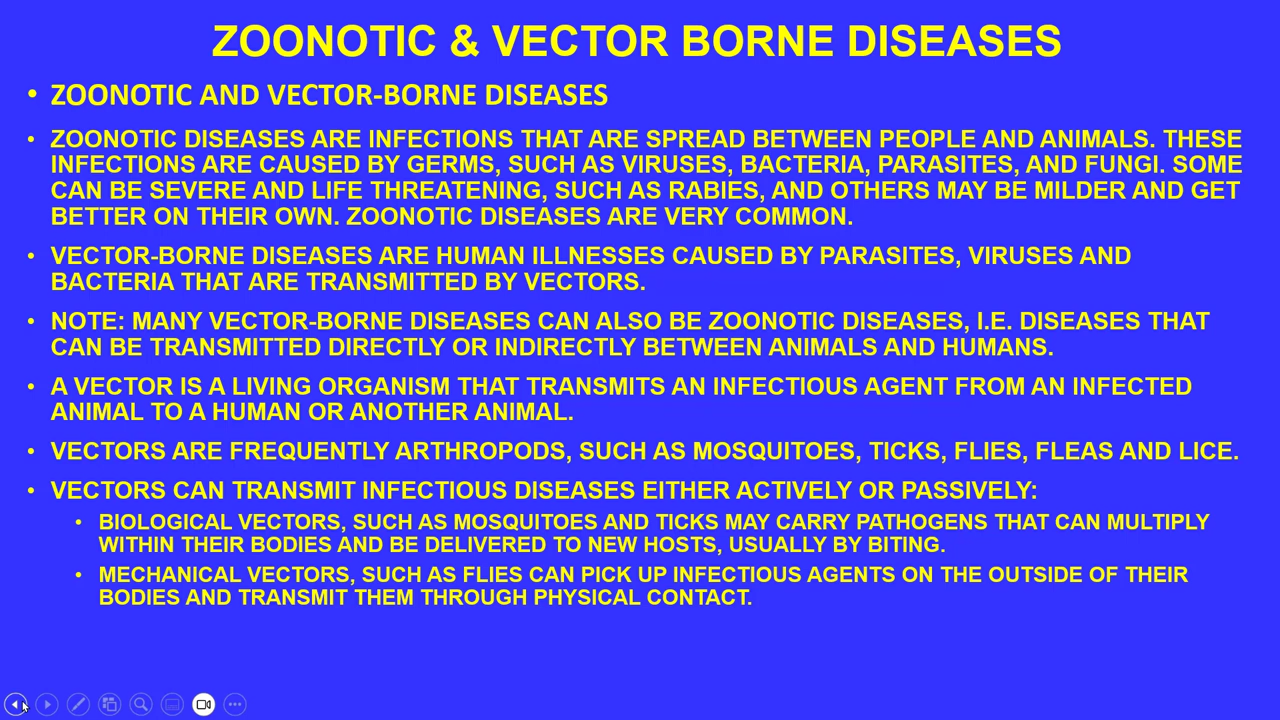 ZOONOTIC & VECTOR BORNE DISEASES
• ZOONOTIC AND VECTOR-BORNE DISEASES
• ZOONOTIC DISEASES ARE INFECTIONS THAT ARE SPREAD BETWEEN PEOPLE AND ANIMALS. THESE
INFECTIONS ARE CAUSED BY GERMS, SUCH AS VIRUSES, BACTERIA, PARASITES, AND FUNGI. SOME
CAN BE SEVERE AND LIFE THREATENING, SUCH AS RABIES, AND OTHERS MAY BE MILDER AND GET
BETTER ON THEIR OWN. ZOONOTIC DISEASES ARE VERY COMMON.
• VECTOR-BORNE DISEASES ARE HUMAN ILLNESSES CAUSED BY PARASITES, VIRUSES AND
BACTERIA THAT ARE TRANSMITTED BY VECTORS.
• NOTE: MANY VECTOR-BORNE DISEASES CAN ALSO BE ZOONOTIC DISEASES, I.E. DISEASES THAT
CAN BE TRANSMITTED DIRECTLY OR INDIRECTLY BETWEEN ANIMALS AND HUMANS.
• A VECTOR IS A LIVING ORGANISM THAT TRANSMITS AN INFECTIOUS AGENT FROM AN INFECTED
ANIMAL TO A HUMAN OR ANOTHER ANIMAL.
• VECTORS ARE FREQUENTLY ARTHROPODS, SUCH AS MOSQUITOES, TICKS, FLIES, FLEAS AND LICE.
• VECTORS CAN TRANSMIT INFECTIOUS DISEASES EITHER ACTIVELY OR PASSIVELY:
• BIOLOGICAL VECTORS, SUCH AS MOSQUITOES AND TICKS MAY CARRY PATHOGENS THAT CAN MULTIPLY
WITHIN THEIR BODIES AND BE DELIVERED TO NEW HOSTS, USUALLY BY BITING.
• MECHANICAL VECTORS, SUCH AS FLIES CAN PICK UP INFECTIOUS AGENTS ON THE OUTSIDE OF THEIR
BODIES AND TRANSMIT THEM THROUGH PHYSICAL CONTACT.